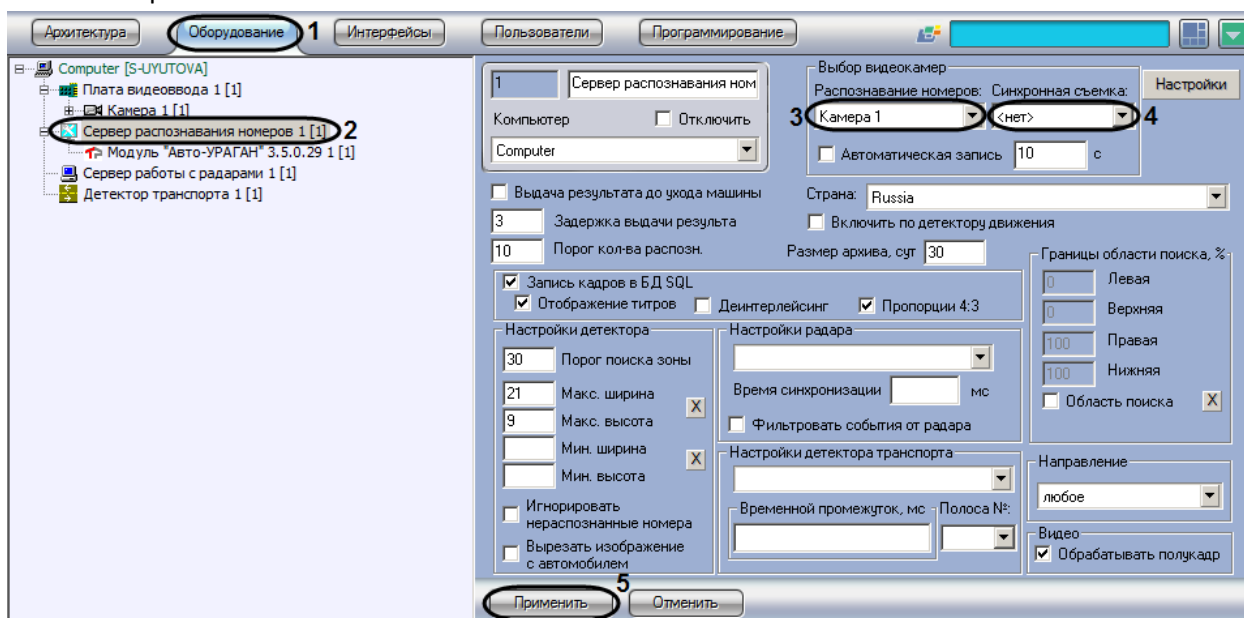 Архитектура Оборудование 1 Интерфейсы Пользователи Программирование
Computer [S-UYUTOVA]
Плата видеоввода 1 [1]
Камера 1 [1]
Сервер распознавания номеров 1 [1] 2
Модуль "Авто-УРАГАН" 3.5.0.29 1 [1]
Сервер работы с радарами 1 [1]
Детектор транспорта 1 [1]
1 Сервер распознавания ном
Компьютер Отключить
Computer
Выбор видеокамер
Распознавание номеров: Синхронная съемка:
3 Камера 1 <нет> 4
Автоматическая запись 10 с
Настройки
Выдача результата до ухода машины
3 Задержка выдачи результа
10 Порог кол-ва распозн.
Страна: Russia
Включить по детектору движения
Размер архива, сут 30
Запись кадров в БД SQL
Отображение титров Деинтерлейсинг Пропорции 4:3
Границы области поиска, %
0 Левая
0 Верхняя
100 Правая
100 Нижняя
Область поиска X
Настройки детектора
30 Порог поиска зоны
21 Макс. ширина
X
9 Макс. высота
Мин. ширина
X
Мин. высота
Игнорировать
нераспознанные номера
Вырезать изображение
с автомобилем
Настройки радара
Время синхронизации мс
Фильтровать события от радара
Настройки детектора транспорта
Временной промежуток, мс Полоса №:
Направление
любое
Видео
Обрабатывать полукадр
5
Применить Отменить